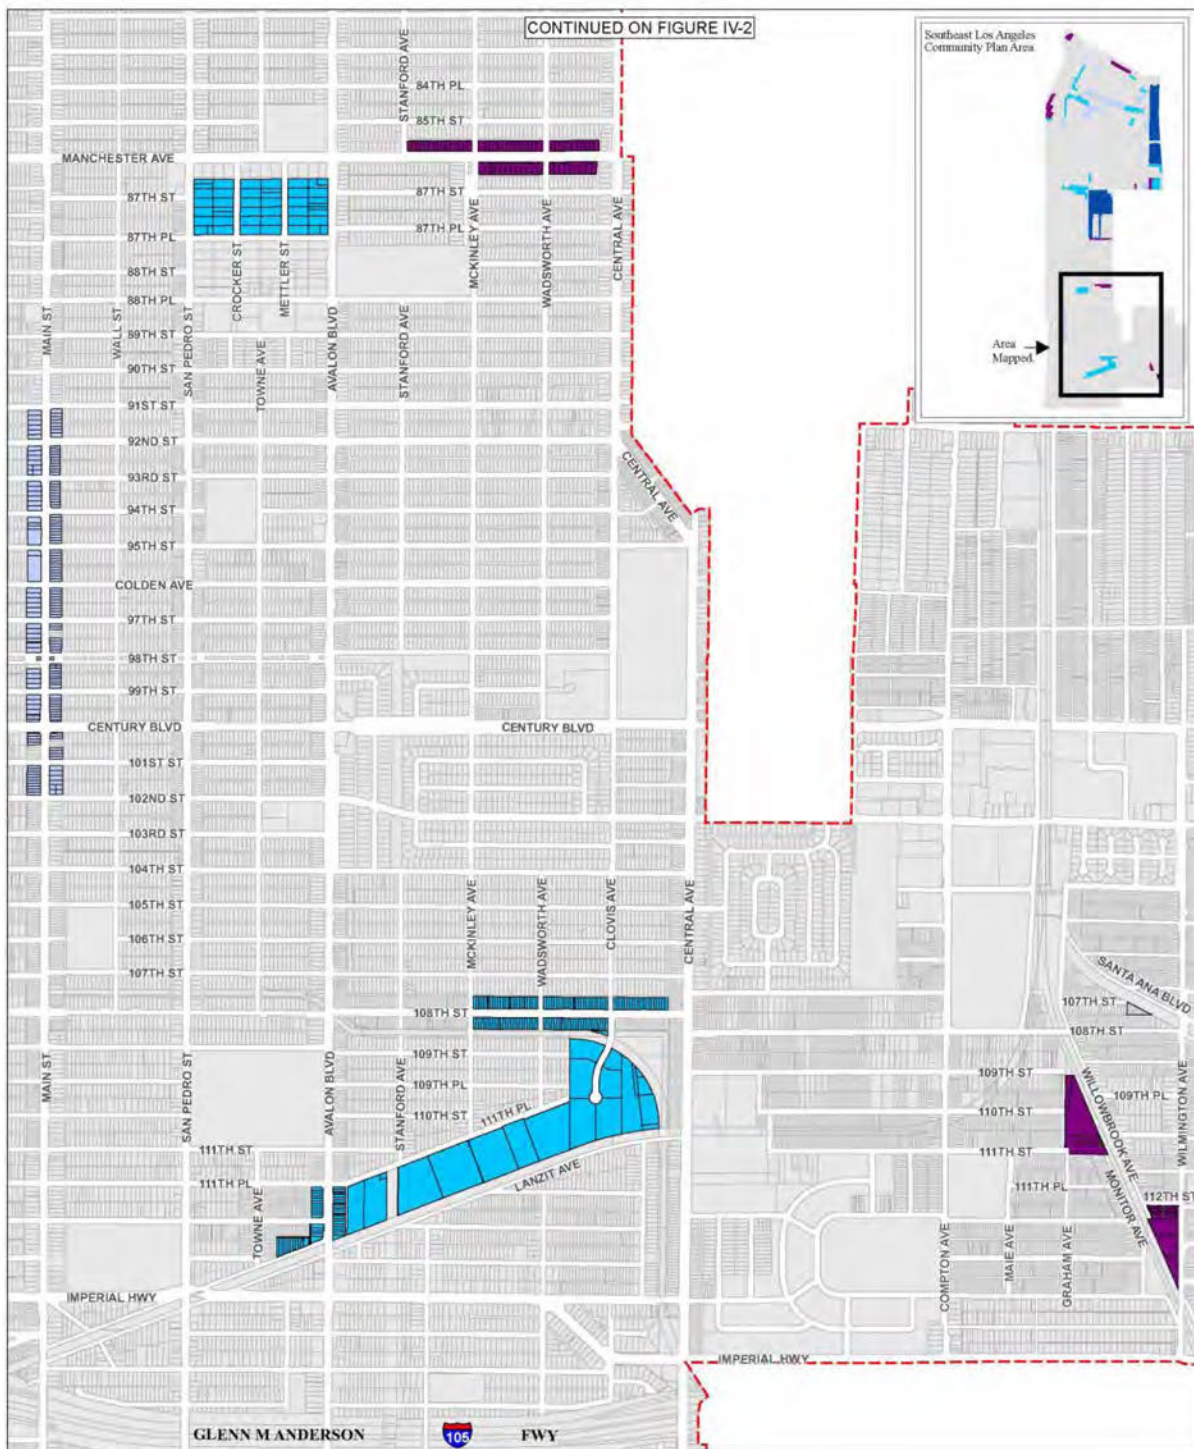 CONTINUED ON FIGURE IV-2
Southeast Los Angeles
Community Plan Area
Area
Mapped
STANFORD AVE
84TH PL
85TH ST
MANCHESTER AVE
87TH ST
87TH ST
87TH PL
87TH PL
88TH ST
88TH PL
CROCKER ST
METTLER ST
MCKINLEY AVE
WADSWORTH AVE
CENTRAL AVE
MAIN ST
WALL ST
SAN PEDRO ST
TOWNE AVE
AVALON BLVD
STANFORD AVE
89TH ST
90TH ST
91ST ST
92ND ST
93RD ST
94TH ST
95TH ST
CENTRAL AVE
COLDEN AVE
97TH ST
98TH ST
99TH ST
CENTURY BLVD
CENTURY BLVD
101ST ST
102ND ST
103RD ST
104TH ST
105TH ST
106TH ST
107TH ST
MCKINLEY AVE
WADSWORTH AVE
CLOVIS AVE
CENTRAL AVE
SANTA ANA BLVD
107TH ST
108TH ST
108TH ST
109TH ST
109TH ST
109TH PL
109TH PL
110TH ST
110TH ST
MAIN ST
SAN PEDRO ST
AVALON BLVD
STANFORD AVE
111TH PL
LANZIT AVE
111TH ST
111TH ST
111TH PL
111TH PL
TOWNE AVE
WILLOWBROOK AVE
MONITOR AVE
WILMINGTON AVE
112TH ST
COMPTON AVE
MAIE AVE
GRAHAM AVE
IMPERIAL HWY
IMPERIAL HWY
GLENN M ANDERSON
105
FWY